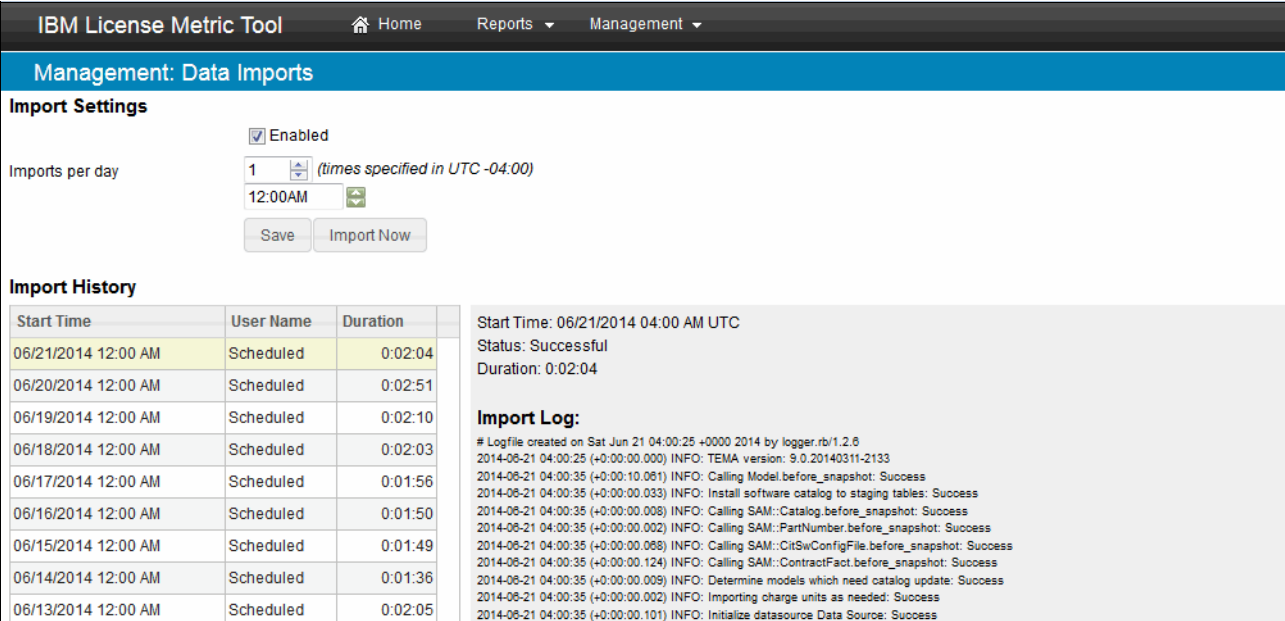 IBM License Metric Tool Home Reports Management
Management: Data Imports
Import Settings
Enabled
Imports per day 1 (times specified in UTC -04:00)
12:00AM
Save Import Now
Import History
Start Time User Name Duration
06/21/2014 12:00 AM Scheduled 0:02:04
06/20/2014 12:00 AM Scheduled 0:02:51
06/19/2014 12:00 AM Scheduled 0:02:10
06/18/2014 12:00 AM Scheduled 0:02:03
06/17/2014 12:00 AM Scheduled 0:01:56
06/16/2014 12:00 AM Scheduled 0:01:50
06/15/2014 12:00 AM Scheduled 0:01:49
06/14/2014 12:00 AM Scheduled 0:01:36
06/13/2014 12:00 AM Scheduled 0:02:05
Start Time: 06/21/2014 04:00 AM UTC
Status: Successful
Duration: 0:02:04
Import Log:
# Logfile created on Sat Jun 21 04:00:25 +0000 2014 by logger.rb/1.2.6
2014-06-21 04:00:25 (+0:00:00.000) INFO: TEMA version: 9.0.20140311-2133
2014-06-21 04:00:35 (+0:00:10.061) INFO: Calling Model.before_snapshot: Success
2014-06-21 04:00:35 (+0:00:00.033) INFO: Install software catalog to staging tables: Success
2014-06-21 04:00:35 (+0:00:00.008) INFO: Calling SAM::Catalog.before_snapshot: Success
2014-06-21 04:00:35 (+0:00:00.002) INFO: Calling SAM::PartNumber.before_snapshot: Success
2014-06-21 04:00:35 (+0:00:00.068) INFO: Calling SAM::CitSwConfigFile.before_snapshot: Success
2014-06-21 04:00:35 (+0:00:00.124) INFO: Calling SAM::ContractFact.before_snapshot: Success
2014-06-21 04:00:35 (+0:00:00.009) INFO: Determine models which need catalog update: Success
2014-06-21 04:00:35 (+0:00:00.002) INFO: Importing charge units as needed: Success
2014-06-21 04:00:35 (+0:00:00.101) INFO: Initialize datasource Data Source: Success